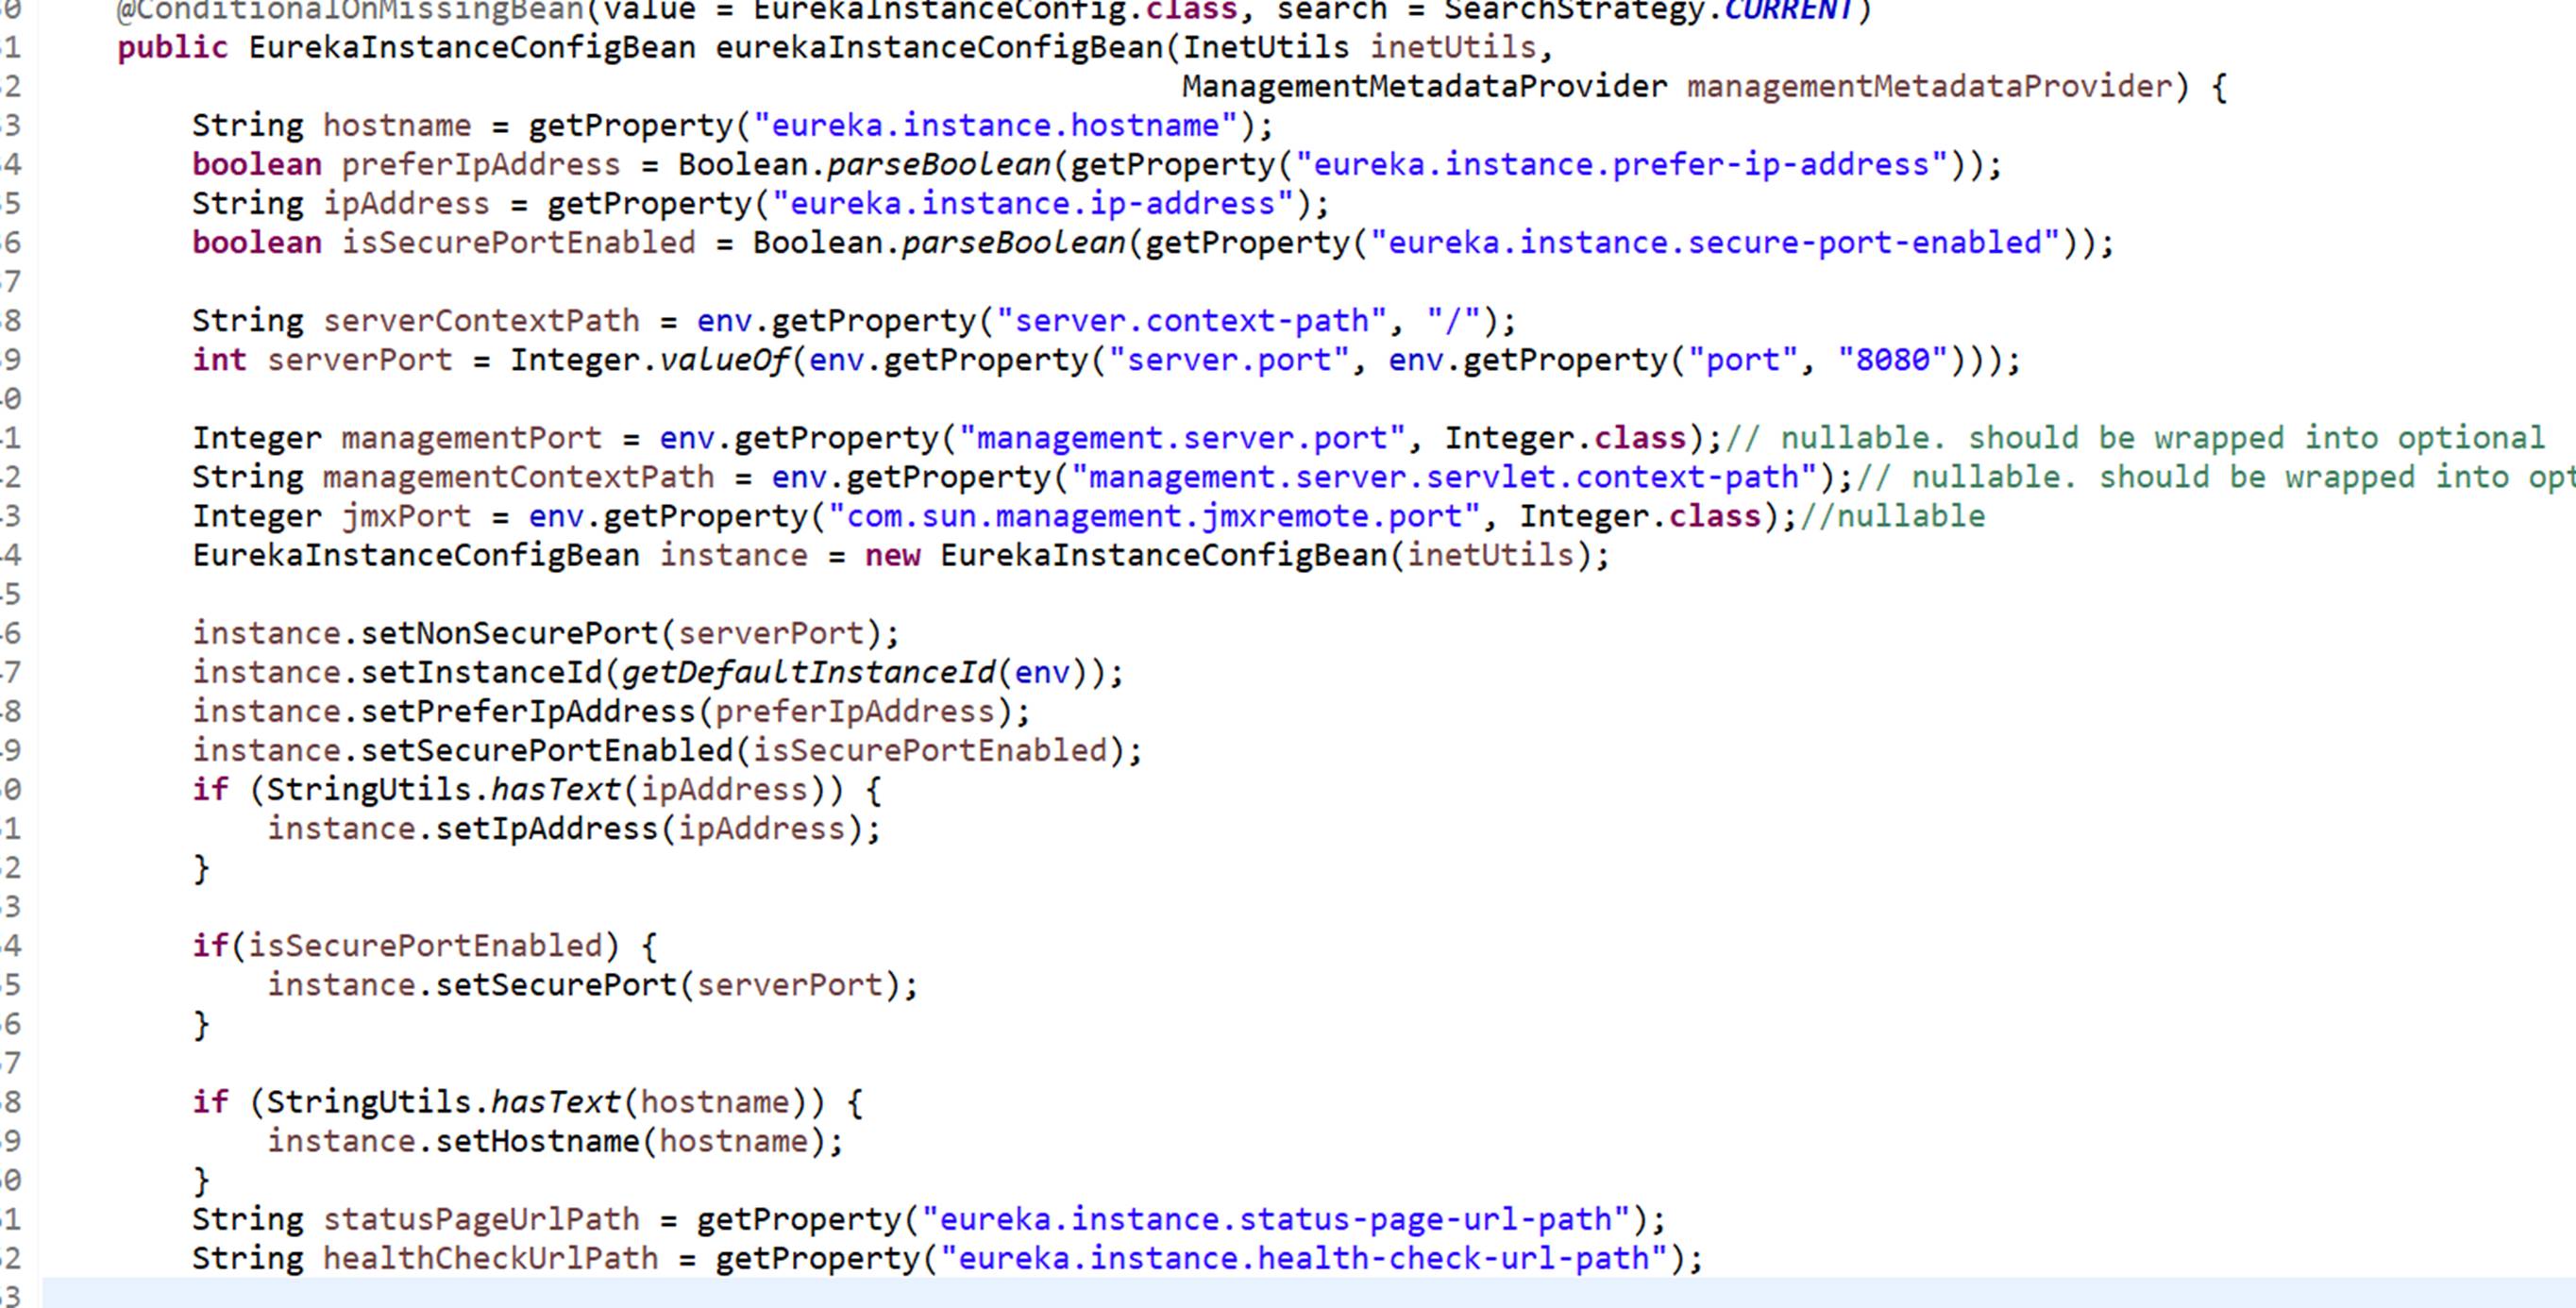 0 @ConditionalOnMissingBean(value = EurekaInstanceConfig.class, search = SearchStrategy.CURRENT)
1 public EurekaInstanceConfigBean eurekaInstanceConfigBean(InetUtils inetUtils,
2 ManagementMetadataProvider managementMetadataProvider) {
3 String hostname = getProperty("eureka.instance.hostname");
4 boolean preferIpAddress = Boolean.parseBoolean(getProperty("eureka.instance.prefer-ip-address"));
5 String ipAddress = getProperty("eureka.instance.ip-address");
6 boolean isSecurePortEnabled = Boolean.parseBoolean(getProperty("eureka.instance.secure-port-enabled"));
7
8 String serverContextPath = env.getProperty("server.context-path", "/");
9 int serverPort = Integer.valueOf(env.getProperty("server.port", env.getProperty("port", "8080")));
0
1 Integer managementPort = env.getProperty("management.server.port", Integer.class);// nullable. should be wrapped into optional
2 String managementContextPath = env.getProperty("management.server.servlet.context-path");// nullable. should be wrapped into opt
3 Integer jmxPort = env.getProperty("com.sun.management.jmxremote.port", Integer.class);//nullable
4 EurekaInstanceConfigBean instance = new EurekaInstanceConfigBean(inetUtils);
5
6 instance.setNonSecurePort(serverPort);
7 instance.setInstanceId(getDefaultInstanceId(env));
8 instance.setPreferIpAddress(preferIpAddress);
9 instance.setSecurePortEnabled(isSecurePortEnabled);
0 if (StringUtils.hasText(ipAddress)) {
1 instance.setIpAddress(ipAddress);
2 }
3
4 if(isSecurePortEnabled) {
5 instance.setSecurePort(serverPort);
6 }
7
8 if (StringUtils.hasText(hostname)) {
9 instance.setHostname(hostname);
0 }
1 String statusPageUrlPath = getProperty("eureka.instance.status-page-url-path");
2 String healthCheckUrlPath = getProperty("eureka.instance.health-check-url-path");
3